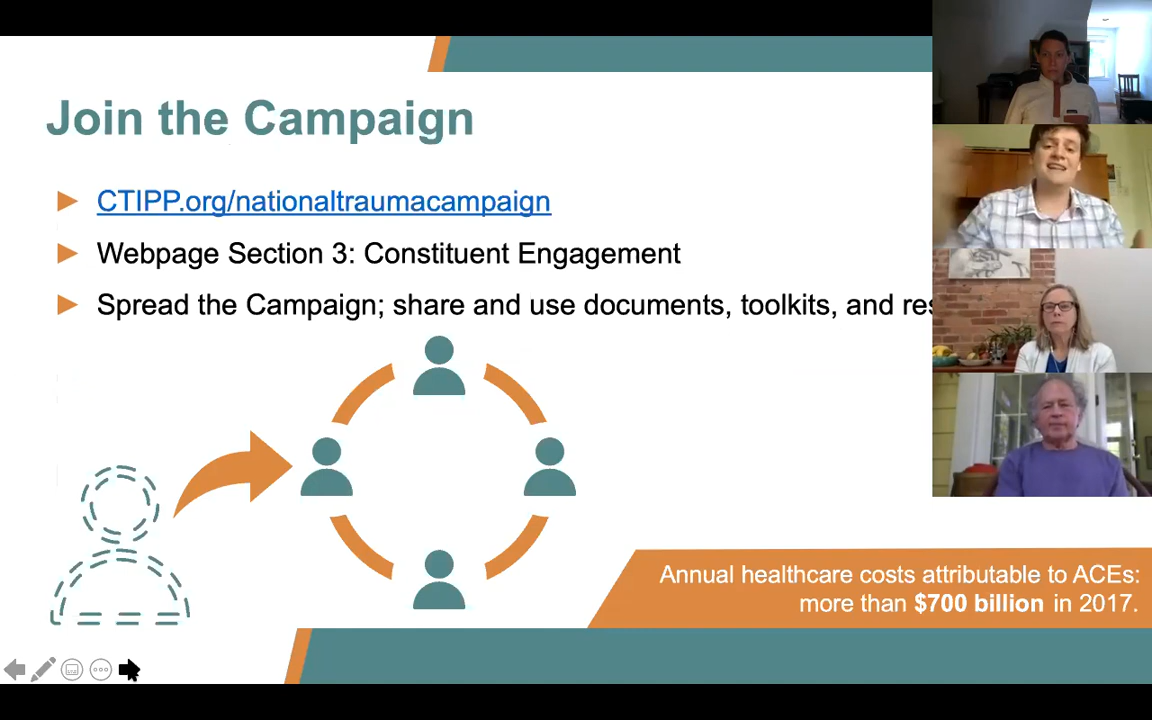 Join the Campaign
CTIPP.org/nationaltraumacampaign
Webpage Section 3: Constituent Engagement
Spread the Campaign; share and use documents, toolkits, and
Annual healthcare costs attributable to ACEs:
more than $700 billion in 2017.